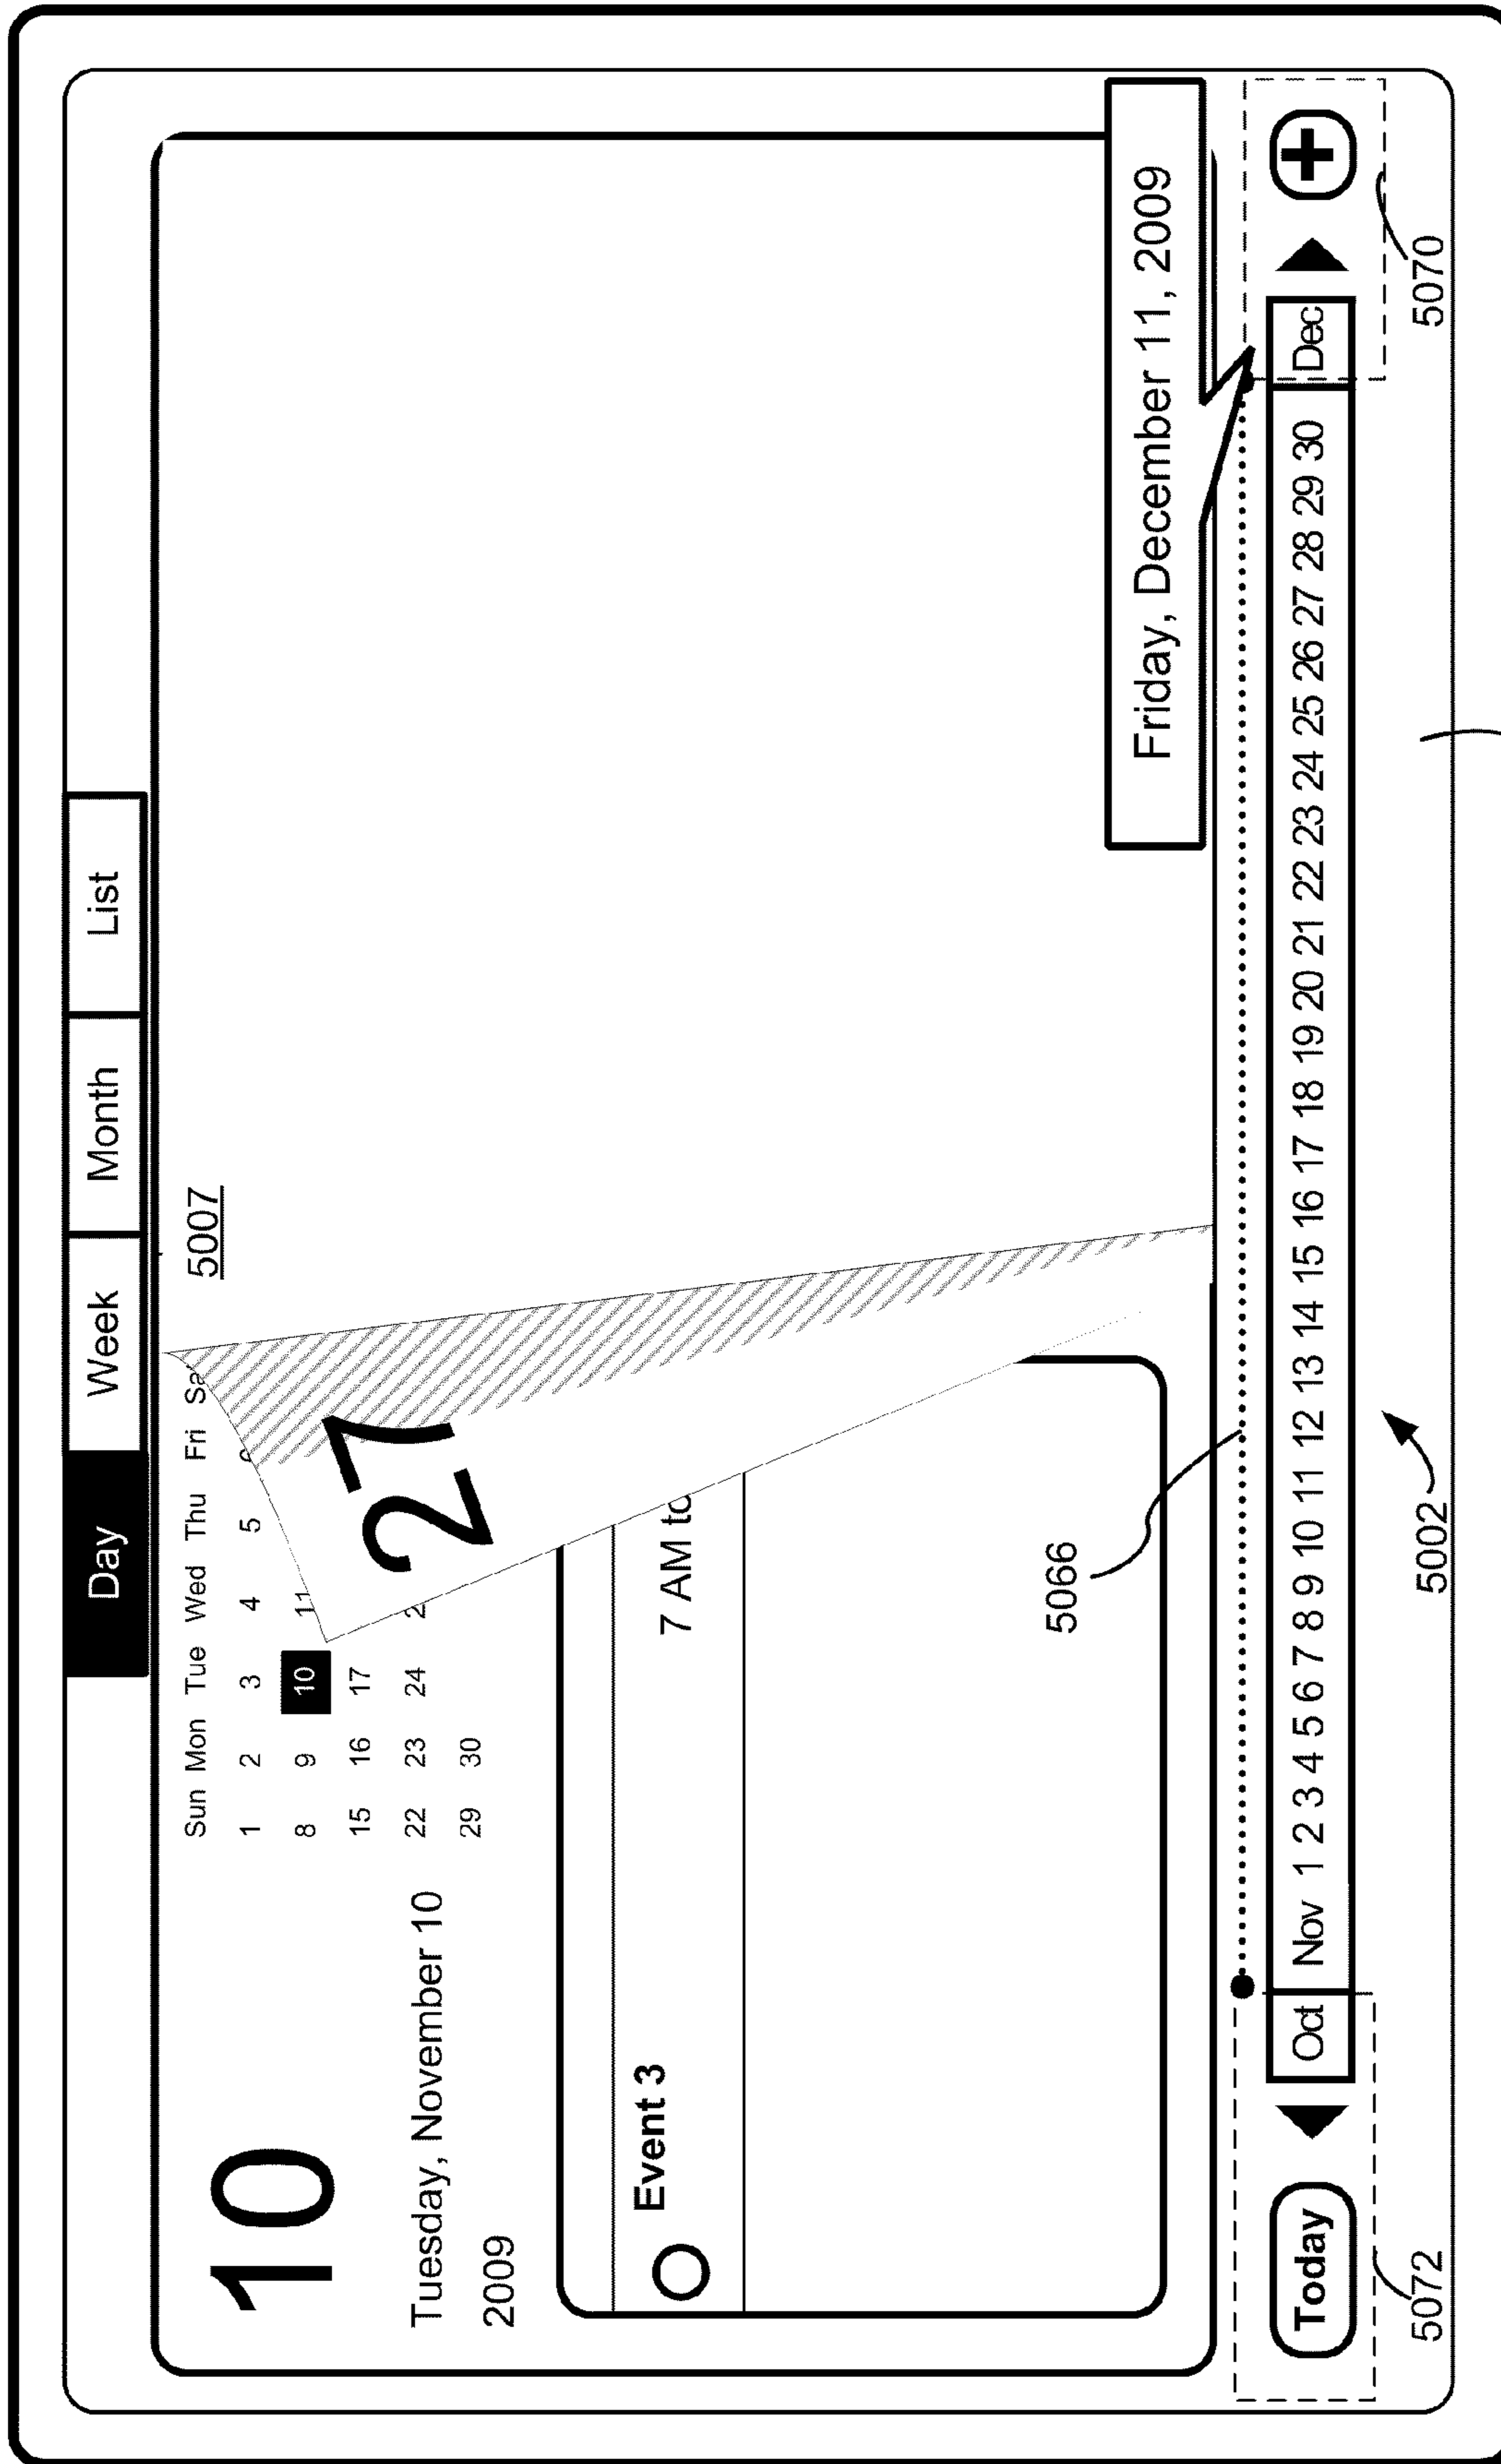 Day Week Month List
5007
10
Tuesday, November 10
2009
Sun Mon Tue Wed Thu Fri
1 2 3 4 5
8 9 10 11
15 16 17
22 23 24
29 30
27
Event 3
7 AM to
5066
Friday, December 11, 2009
Today Oct Nov 1 2 3 4 5 6 7 8 9 10 11 12 13 14 15 16 17 18 19 20 21 22 23 24 25 26 27 28 29 30 Dec +
5072
5002
5070